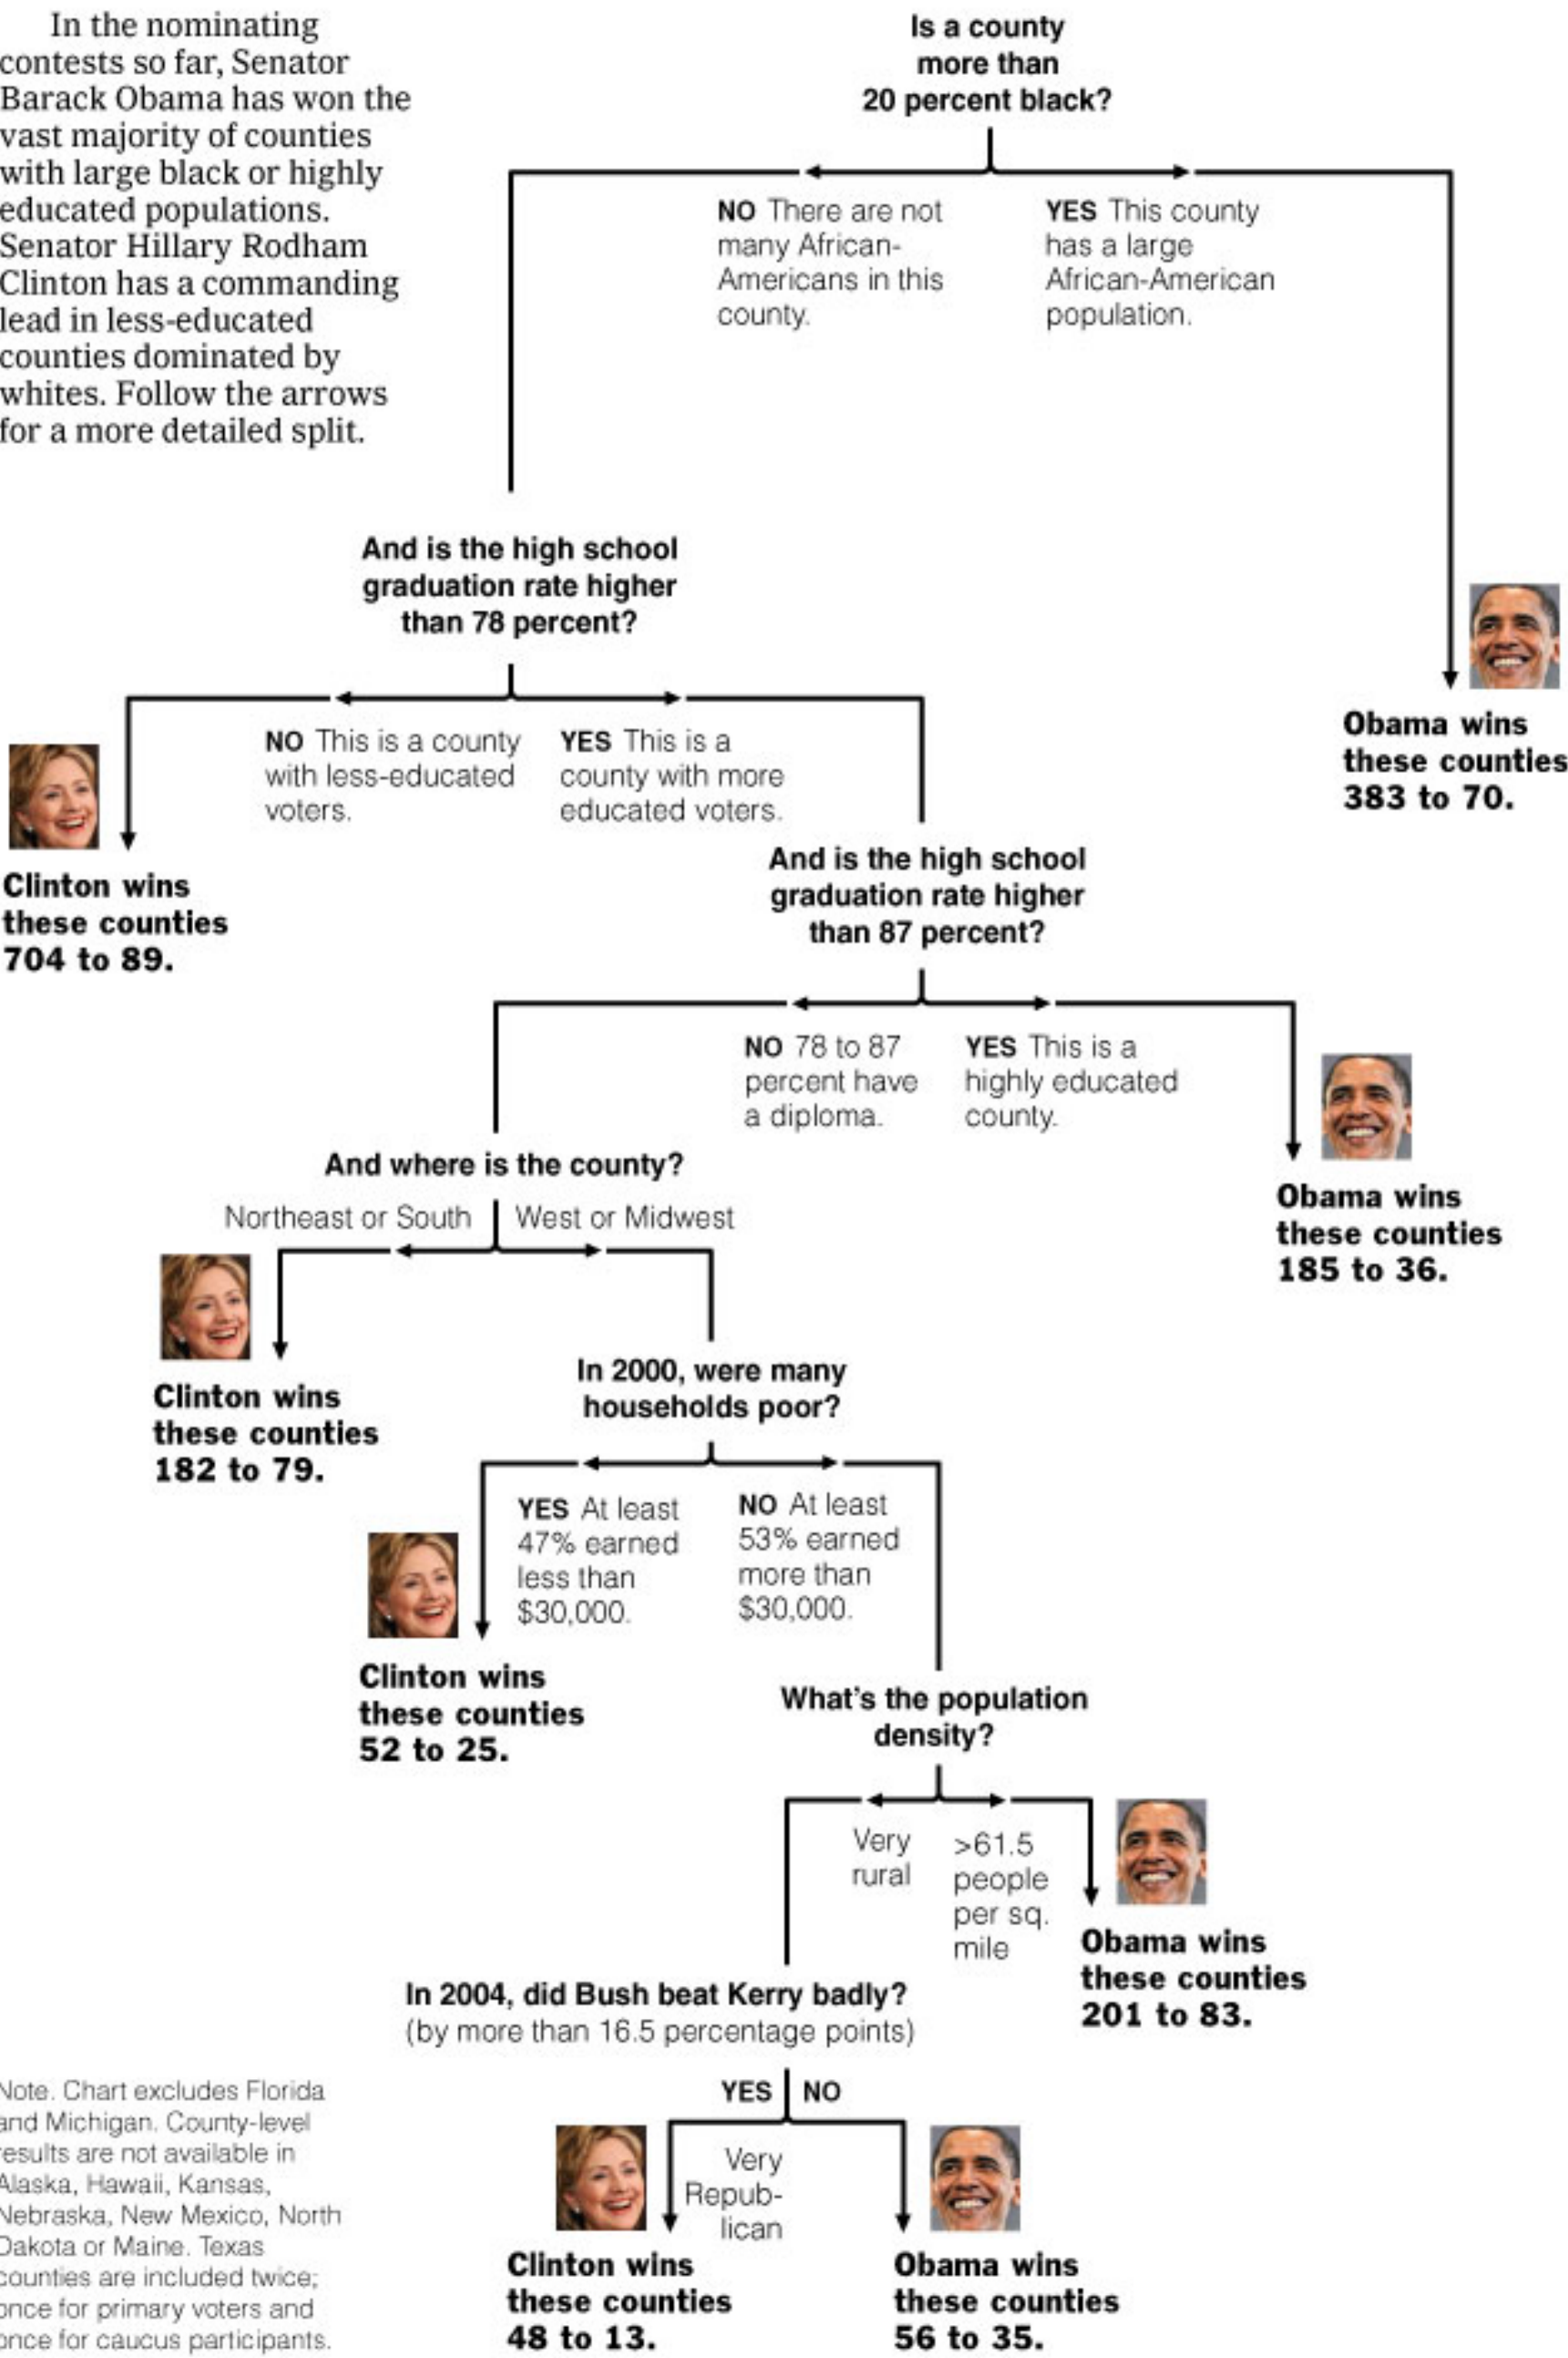 In the nominating
contests so far, Senator
Barack Obama has won the
vast majority of counties
with large black or highly
educated populations.
Senator Hillary Rodham
Clinton has a commanding
lead in less-educated
counties dominated by
whites. Follow the arrows
for a more detailed split.
Is a county
more than
20 percent black?
NO There are not
many African-
Americans in this
county.
YES This county
has a large
African-American
population.
Obama wins
these counties
383 to 70.
And is the high school
graduation rate higher
than 78 percent?
NO This is a county
with less-educated
voters.
YES This is a
county with more
educated voters.
Clinton wins
these counties
704 to 89.
And is the high school
graduation rate higher
than 87 percent?
NO 78 to 87
percent have
a diploma.
YES This is a
highly educated
county.
Obama wins
these counties
185 to 36.
And where is the county?
Northeast or South
West or Midwest
Clinton wins
these counties
182 to 79.
In 2000, were many
households poor?
YES At least
47% earned
less than
$30,000.
NO At least
53% earned
more than
$30,000.
Clinton wins
these counties
52 to 25.
What's the population
density?
Very
rural
>61.5
people
per sq.
mile
Obama wins
these counties
201 to 83.
In 2004, did Bush beat Kerry badly?
(by more than 16.5 percentage points)
YES
NO
Very
Repub-
lican
Clinton wins
these counties
48 to 13.
Obama wins
these counties
56 to 35.
Note. Chart excludes Florida
and Michigan. County-level
results are not available in
Alaska, Hawaii, Kansas,
Nebraska, New Mexico, North
Dakota or Maine. Texas
counties are included twice;
once for primary voters and
once for caucus participants.